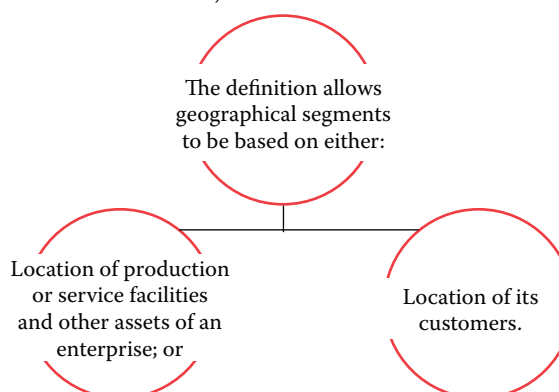 The definition allows
geographical segments
to be based on either:
Location of production
or service facilities
and other assets of an
enterprise; or
Location of its
customers.